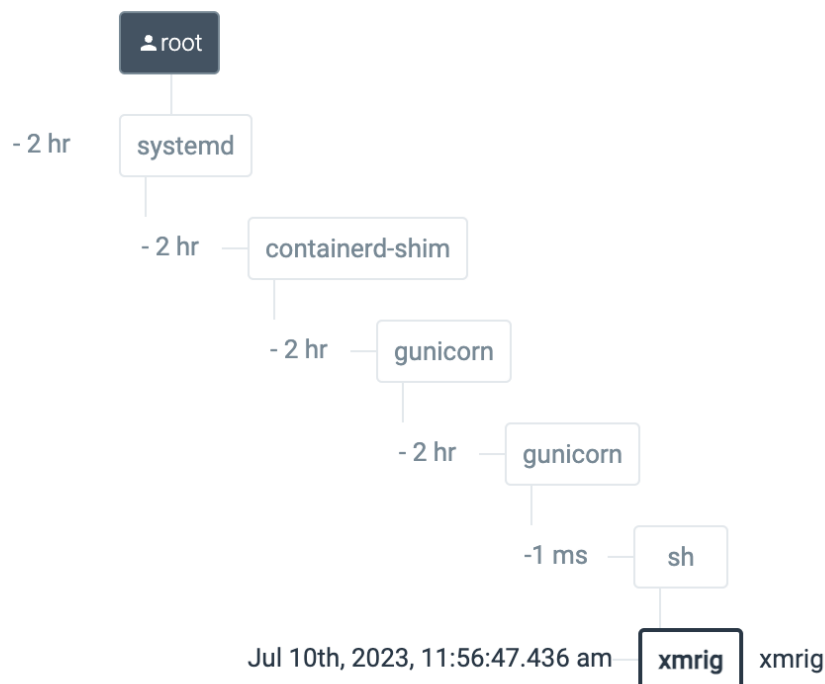 root
- 2 hr systemd
- 2 hr containerd-shim
- 2 hr gunicorn
- 2 hr gunicorn
-1 ms sh
Jul 10th, 2023, 11:56:47.436 am xmrig xmrig